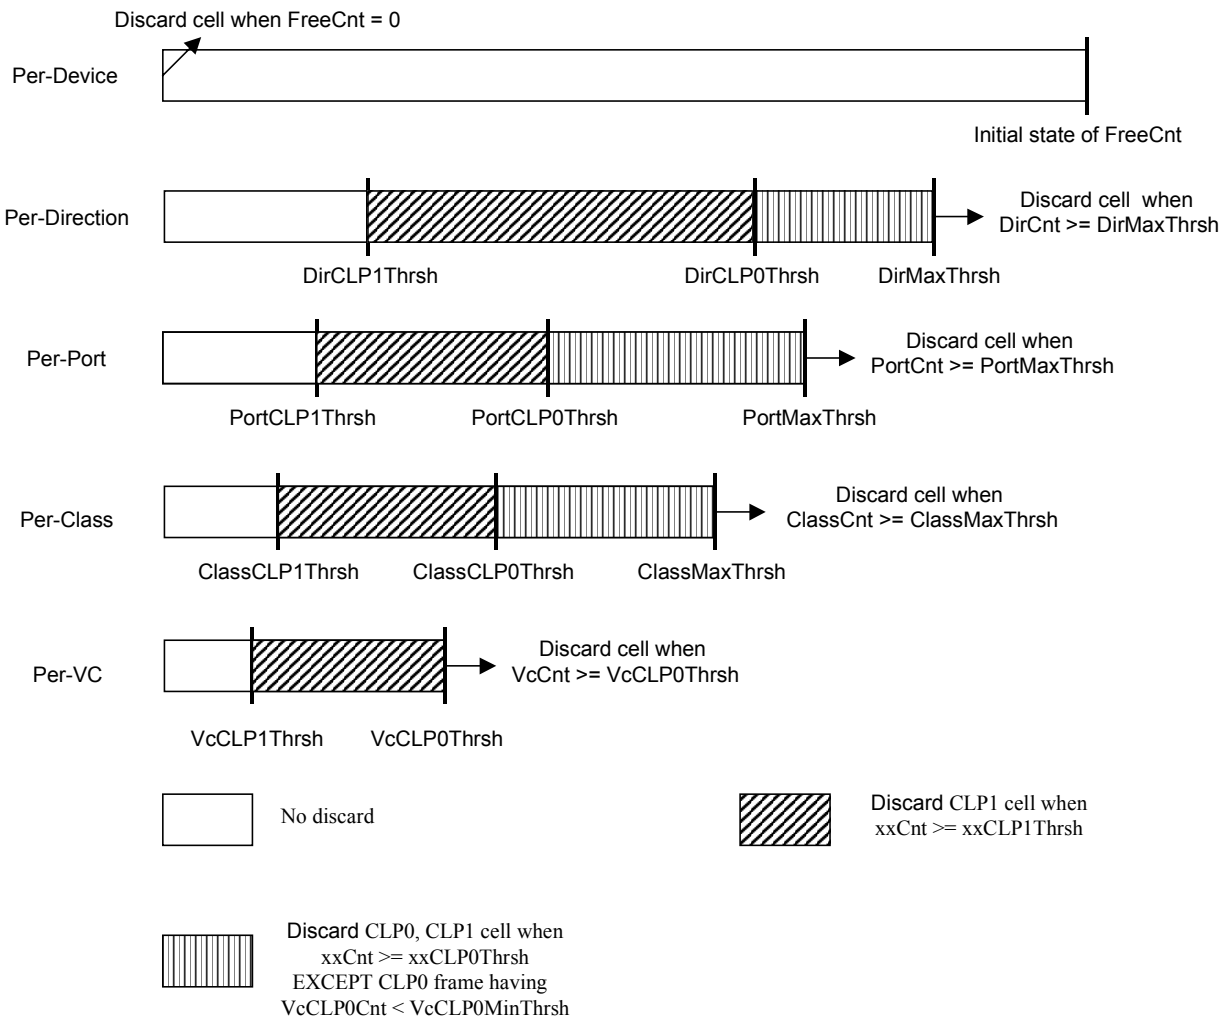 Discard cell when FreeCnt = 0
Per-Device
Initial state of FreeCnt
Per-Direction
Discard cell when
DirCnt >= DirMaxThrsh
DirCLP1Thrsh
DirCLP0Thrsh
DirMaxThrsh
Per-Port
Discard cell when
PortCnt >= PortMaxThrsh
PortCLP1Thrsh
PortCLP0Thrsh
PortMaxThrsh
Per-Class
Discard cell when
ClassCnt >= ClassMaxThrsh
ClassCLP1Thrsh
ClassCLP0Thrsh
ClassMaxThrsh
Per-VC
Discard cell when
VcCnt >= VcCLP0Thrsh
VcCLP1Thrsh
VcCLP0Thrsh
No discard
Discard CLP1 cell when
xxCnt >= xxCLP1Thrsh
Discard CLP0, CLP1 cell when
xxCnt >= xxCLP0Thrsh
EXCEPT CLP0 frame having
VcCLP0Cnt < VcCLP0MinThrsh